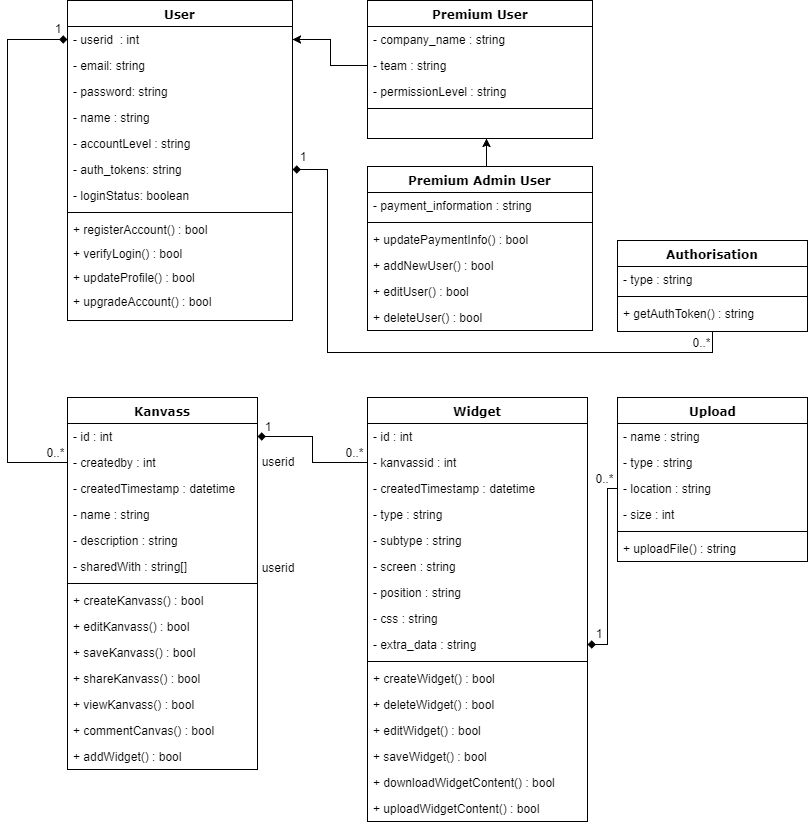 User
- userid : int
- email: string
- password: string
- name : string
- accountLevel : string
- auth_tokens: string
- loginStatus: boolean
+ registerAccount() : bool
+ verifyLogin() : bool
+ updateProfile() : bool
+ upgradeAccount() : bool
1
1
Premium User
- company_name : string
- team : string
- permissionLevel : string
Premium Admin User
- payment_information : string
+ updatePaymentInfo() : bool
+ addNewUser() : bool
+ editUser() : bool
+ deleteUser() : bool
Authorisation
- type : string
+ getAuthToken() : string
0..*
Kanvass
- id : int
- createdby : int
- createdTimestamp : datetime
- name : string
- description : string
- sharedWith : string[]
+ createKanvass() : bool
+ editKanvass() : bool
+ saveKanvass() : bool
+ shareKanvass() : bool
+ viewKanvass() : bool
+ commentCanvas() : bool
+ addWidget() : bool
0..*
1
userid
userid
0..*
Widget
- id : int
- kanvassid : int
- createdTimestamp : datetime
- type : string
- subtype : string
- screen : string
- position : string
- css : string
- extra_data : string
+ createWidget() : bool
+ deleteWidget() : bool
+ editWidget() : bool
+ saveWidget() : bool
+ downloadWidgetContent() : bool
+ uploadWidgetContent() : bool
1
0..*
Upload
- name : string
- type : string
- location : string
- size : int
+ uploadFile() : string